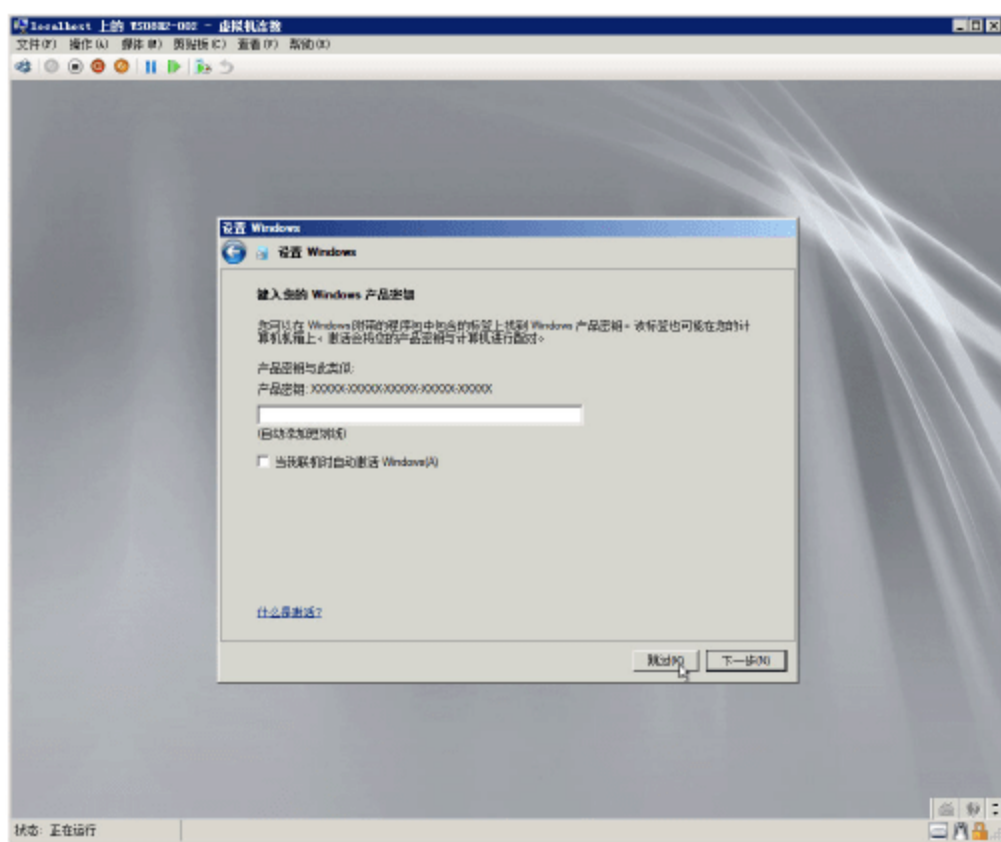 localhost 上的 WS08R2-002 - 虚拟机连接
文件(F) 操作(A) 媒体(M) 剪贴板(C) 查看(V) 帮助(H)
设置 Windows
设置 Windows
键入您的 Windows 产品密钥
您可以在 Windows 附带的程序包中包含的标签上找到 Windows 产品密钥。该标签也可能在您的计
算机机箱上。激活会将您的产品密钥与计算机进行配对。
产品密钥与此类似:
产品密钥: XXXXX-XXXXX-XXXXX-XXXXX-XXXXX
(自动添加短划线)
当我联机时自动激活 Windows(A)
什么是激活?
跳过(K) 下一步(N)
状态: 正在运行